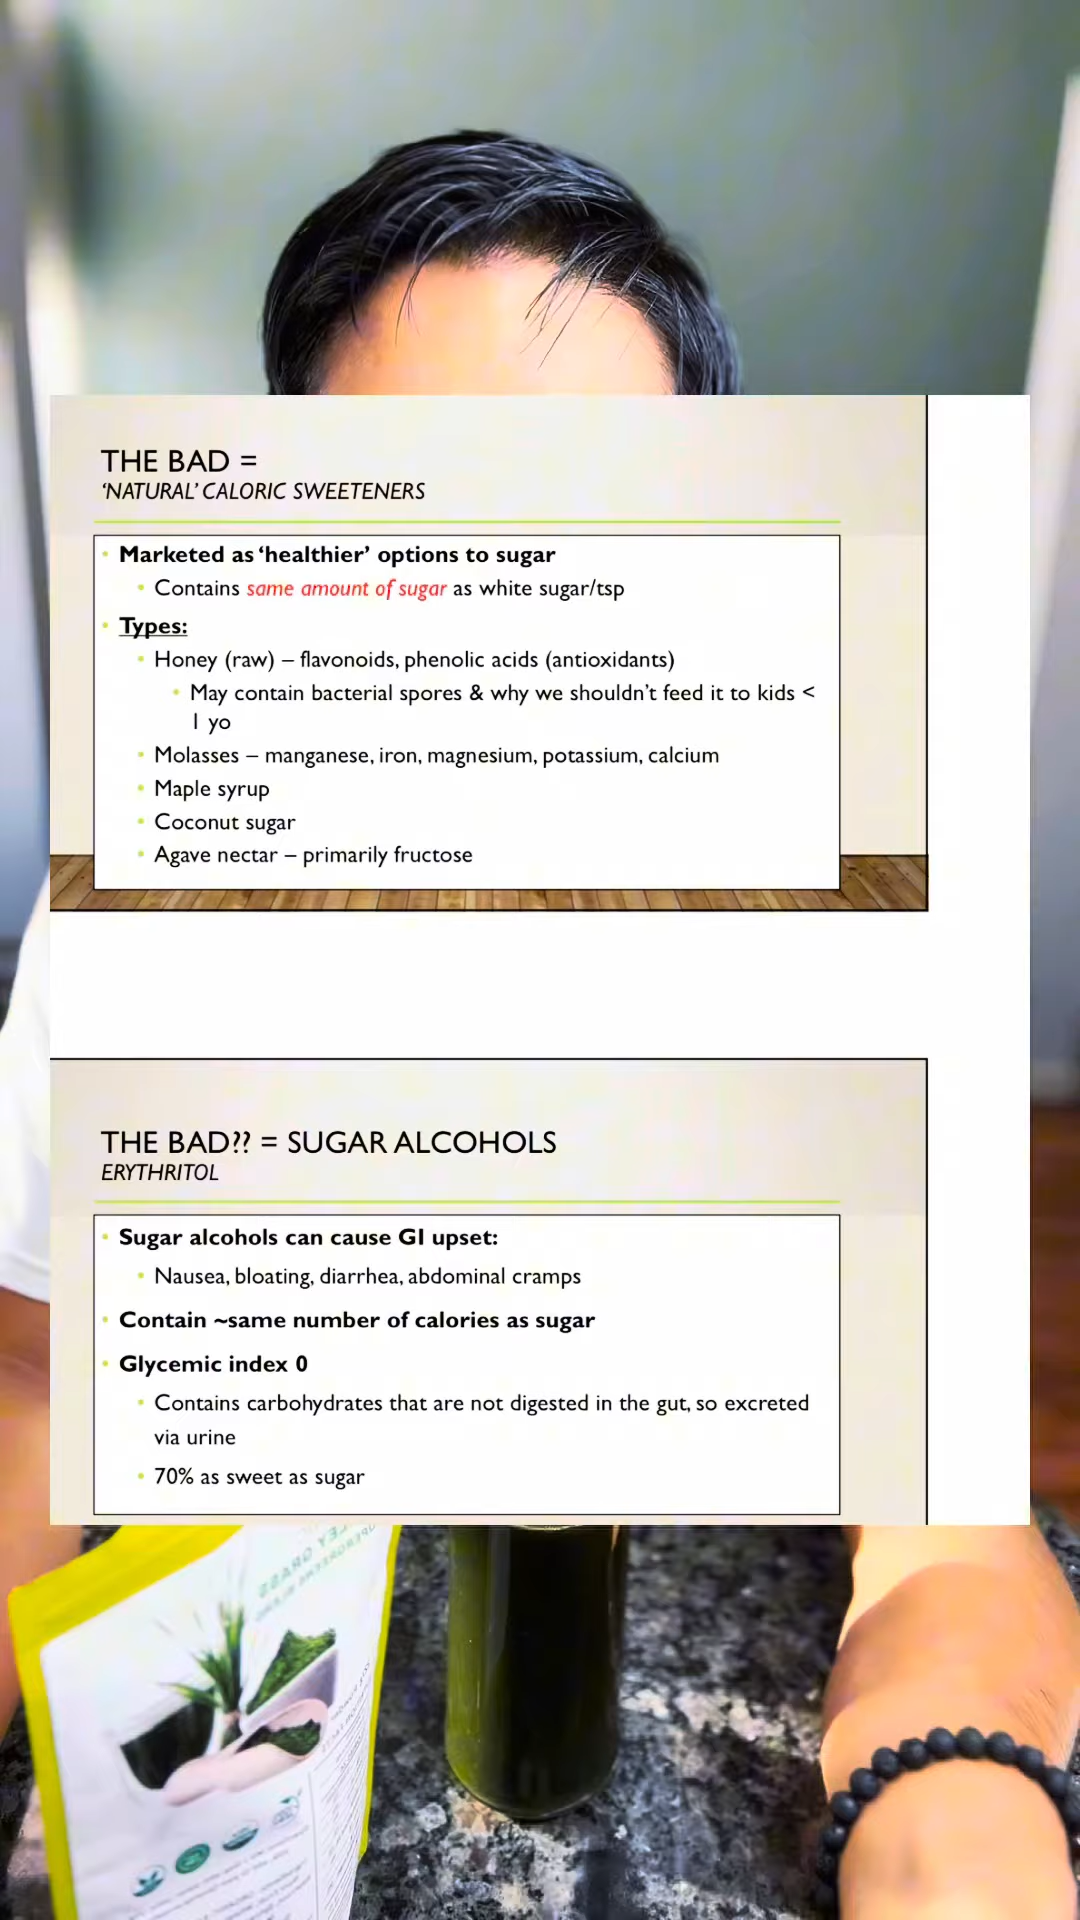 THE BAD =
‘NATURAL’ CALORIC SWEETENERS
• Marketed as ‘healthier’ options to sugar
• Contains same amount of sugar as white sugar/tsp
• Types:
• Honey (raw) – flavonoids, phenolic acids (antioxidants)
• May contain bacterial spores & why we shouldn’t feed it to kids <
1 yo
• Molasses – manganese, iron, magnesium, potassium, calcium
• Maple syrup
• Coconut sugar
• Agave nectar – primarily fructose
THE BAD?? = SUGAR ALCOHOLS
ERYTHRITOL
• Sugar alcohols can cause GI upset:
• Nausea, bloating, diarrhea, abdominal cramps
• Contain ~same number of calories as sugar
• Glycemic index 0
• Contains carbohydrates that are not digested in the gut, so excreted
via urine
• 70% as sweet as sugar
GRASS